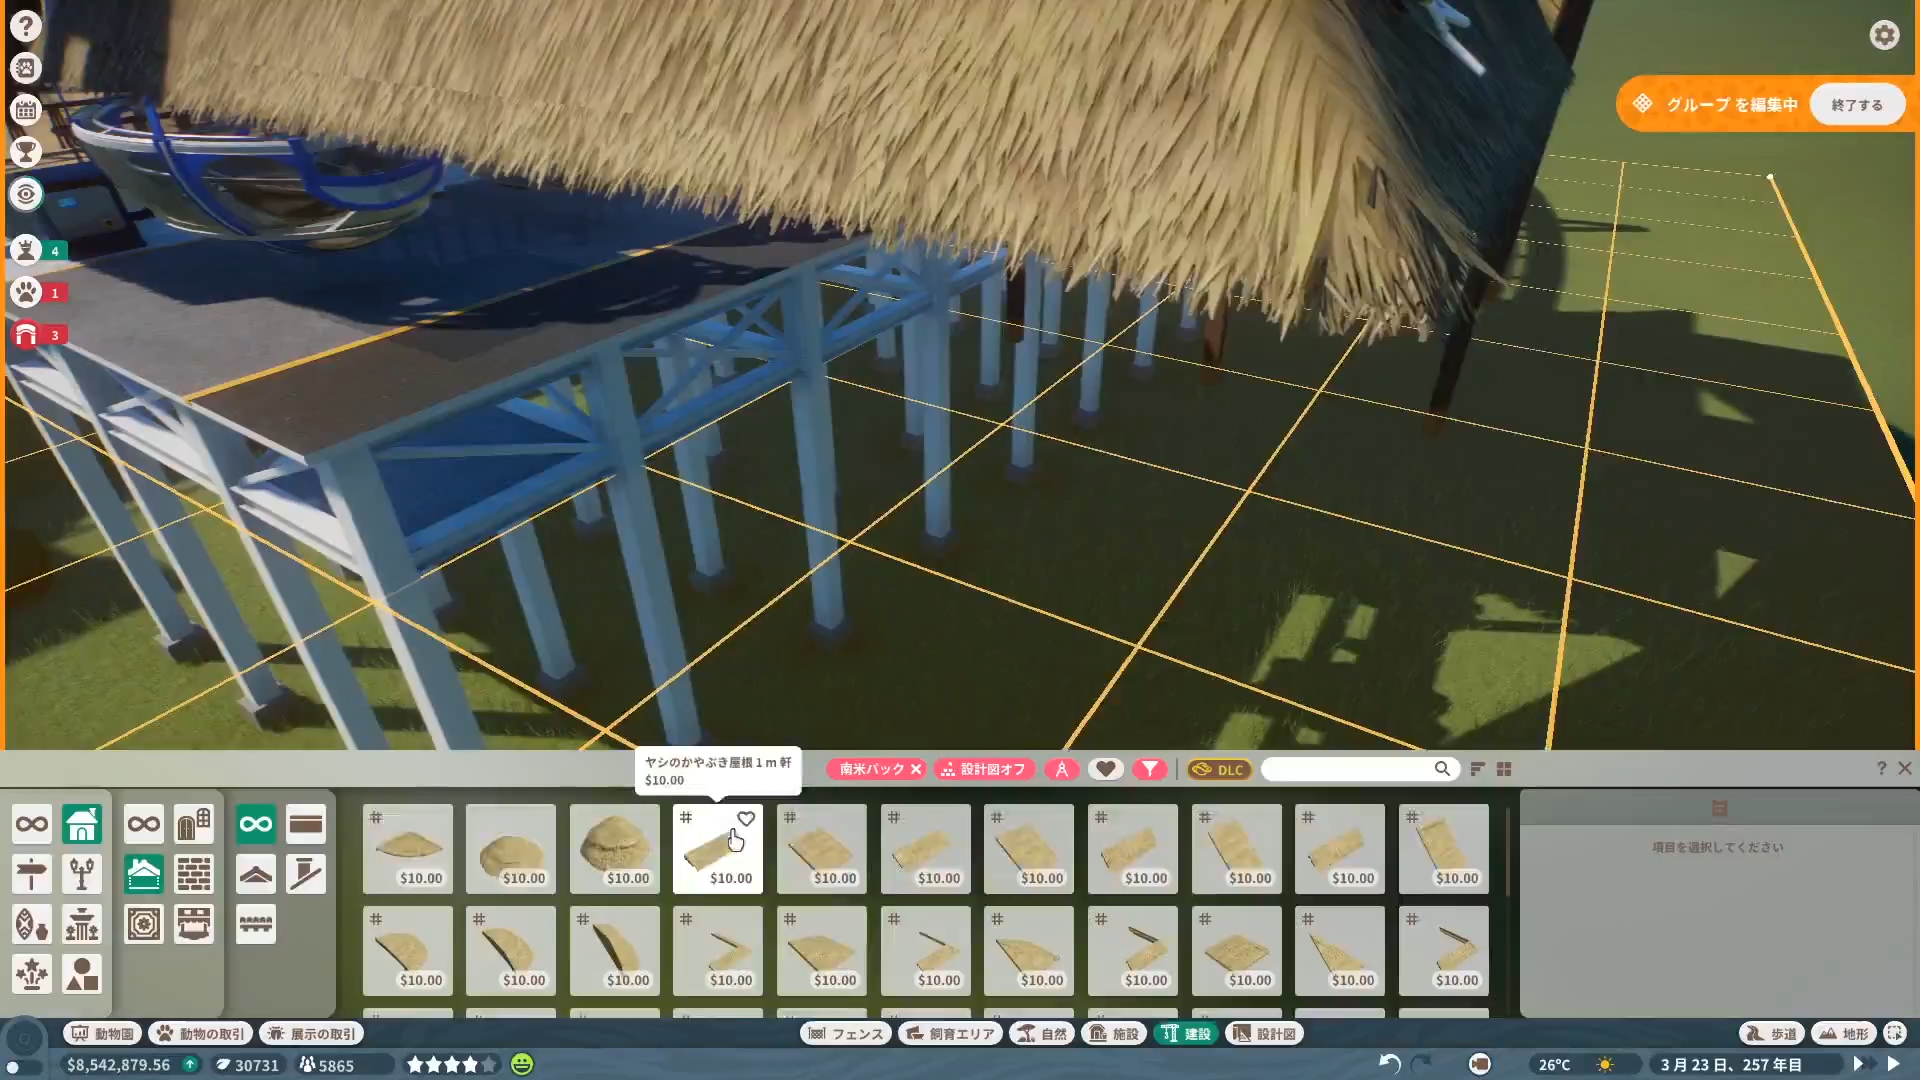 グループ を編集中
終了する
4
1
3
ヤシのかやぶき屋根 1 m 軒
$10.00
南米パック
設計図オフ
DLC
?
$10.00
$10.00
$10.00
$10.00
$10.00
$10.00
$10.00
$10.00
$10.00
$10.00
$10.00
項目を選択してください
$10.00
$10.00
$10.00
$10.00
$10.00
$10.00
$10.00
$10.00
$10.00
$10.00
$10.00
動物園
動物の取引
展示の取引
フェンス
飼育エリア
自然
施設
建設
設計図
歩道
地形
$8,542,879.56
30731
5865
26°C
3 月 23 日、257 年目